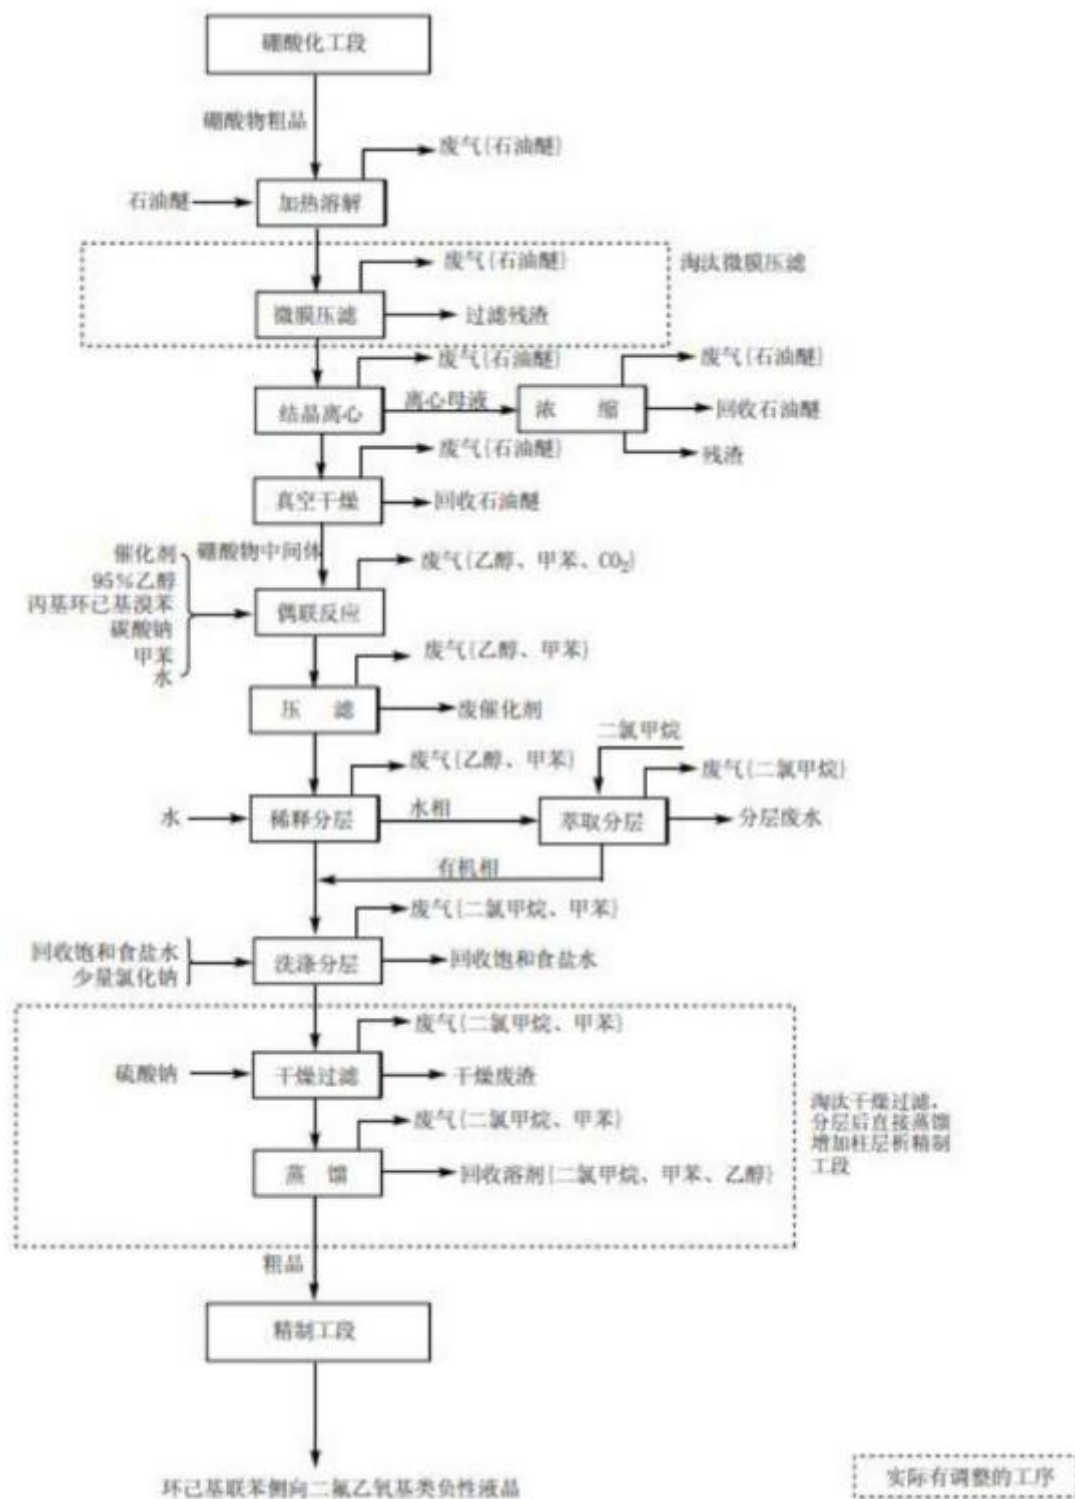 硼酸化工段
硼酸物粗品
废气(石油醚)
石油醚
加热溶解
废气(石油醚)
淘汰微膜压滤
微膜压滤
过滤残渣
废气(石油醚)
废气(石油醚)
结晶离心
离心母液
浓 缩
回收石油醚
废气(石油醚)
残渣
真空干燥
回收石油醚
硼酸物中间体
催化剂
95%乙醇
丙基环己基溴苯
碳酸钠
甲苯
水
废气(乙醇、甲苯、CO₂)
偶联反应
废气(乙醇、甲苯)
压 滤
废催化剂
二氯甲烷
废气(乙醇、甲苯)
废气(二氯甲烷)
水
稀释分层
水相
萃取分层
分层废水
有机相
废气(二氯甲烷、甲苯)
回收饱和食盐水
少量氯化钠
洗涤分层
回收饱和食盐水
废气(二氯甲烷、甲苯)
硫酸钠
干燥过滤
干燥废渣
淘汰干燥过滤,
分层后直接蒸馏
增加柱层析精制
工段
废气(二氯甲烷、甲苯)
蒸 馏
回收溶剂(二氯甲烷、甲苯、乙醇)
粗品
精制工段
环己基联苯侧向二氟乙氧基类负性液晶
实际有调整的工序